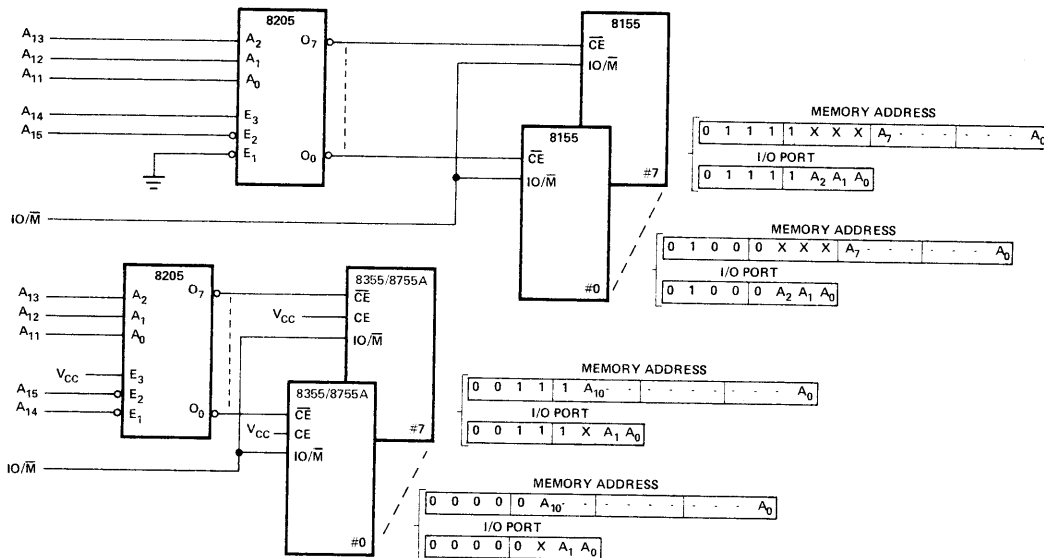 8205
A13
A12
A11
A14
A15
A2
A1
A0
E3
E2
E1
O7
O0
IO/M̅
8155
C̅E̅
IO/M̅
#7
8155
C̅E̅
IO/M̅
#0
MEMORY ADDRESS
0 1 1 1 1 X X X A7 - - - - - - A0
I/O PORT
0 1 1 1 1 A2 A1 A0
MEMORY ADDRESS
0 1 0 0 0 X X X A7 - - - - - - A0
I/O PORT
0 1 0 0 0 A2 A1 A0
8205
A13
A12
A11
VCC
A15
A14
A2
A1
A0
E3
E2
E1
O7
O0
IO/M̅
8355/8755A
C̅E̅
VCC
CE
IO/M̅
#7
8355/8755A
C̅E̅
VCC
CE
IO/M̅
#0
MEMORY ADDRESS
0 0 1 1 1 A10 - - - - - - - - - A0
I/O PORT
0 0 1 1 1 X A1 A0
MEMORY ADDRESS
0 0 0 0 0 A10 - - - - - - - - - A0
I/O PORT
0 0 0 0 0 X A1 A0